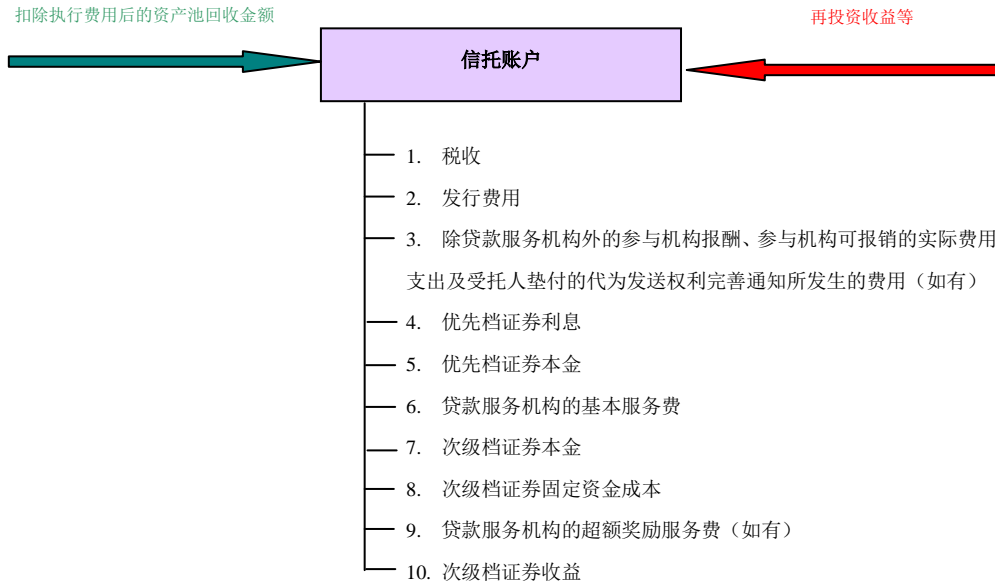 扣除执行费用后的资产池回收金额
再投资收益等
信托账户
1. 税收
2. 发行费用
3. 除贷款服务机构外的参与机构报酬、参与机构可报销的实际费用
支出及受托人垫付的代为发送权利完善通知所发生的费用（如有）
4. 优先档证券利息
5. 优先档证券本金
6. 贷款服务机构的基本服务费
7. 次级档证券本金
8. 次级档证券固定资金成本
9. 贷款服务机构的超额奖励服务费（如有）
10. 次级档证券收益